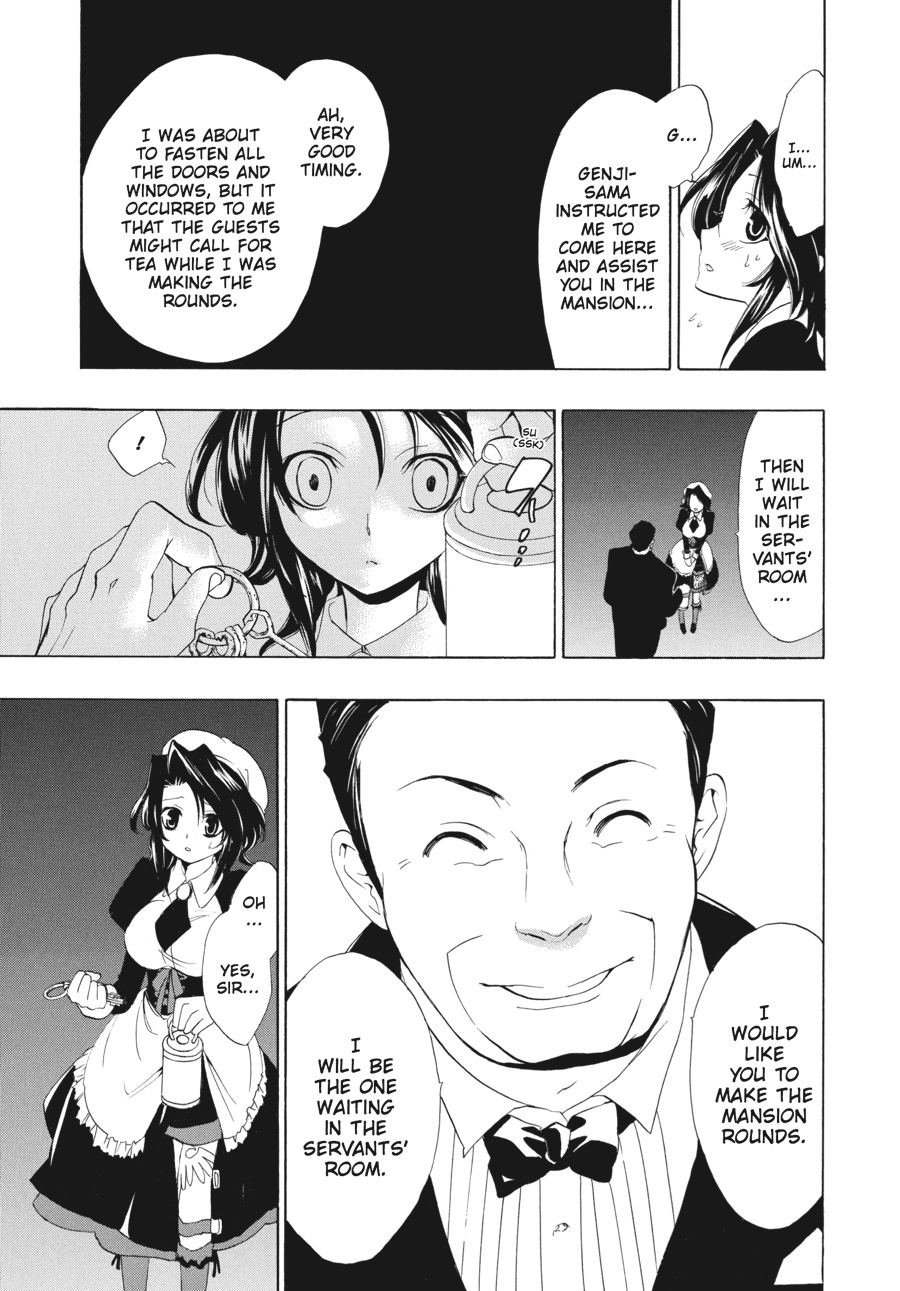 I...
UM...
G...
GENJI-
SAMA
INSTRUCTED
ME TO
COME HERE
AND ASSIST
YOU IN THE
MANSION...
AH,
VERY
GOOD
TIMING.
I WAS ABOUT
TO FASTEN ALL
THE DOORS AND
WINDOWS, BUT IT
OCCURRED TO ME
THAT THE GUESTS
MIGHT CALL FOR
TEA WHILE I WAS
MAKING THE
ROUNDS.
THEN
I WILL
WAIT
IN THE
SER-
VANTS'
ROOM
...
SU
(SSK)
!
I
WOULD
LIKE
YOU TO
MAKE THE
MANSION
ROUNDS.
I
WILL BE
THE ONE
WAITING
IN THE
SERVANTS'
ROOM.
OH
...
YES,
SIR...